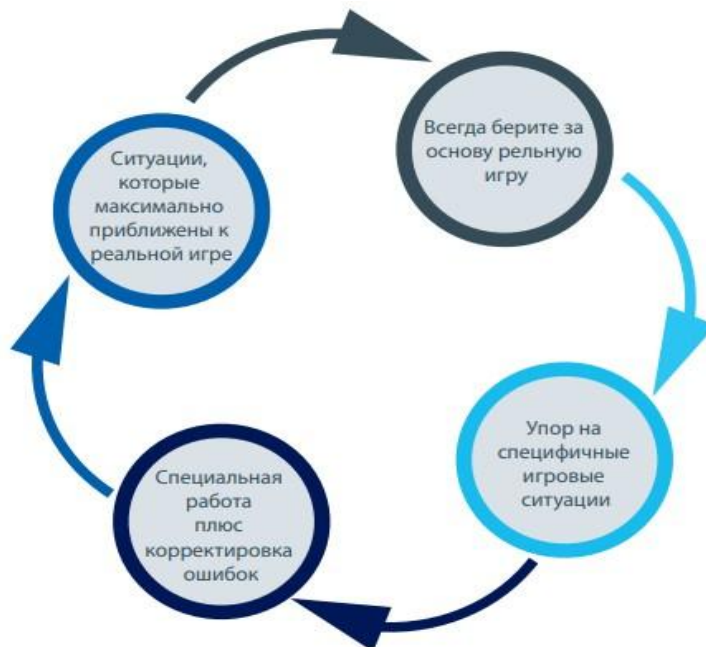 Всегда берите за
основу рельную
игру
Упор на
специфичные
игровые
ситуации
Специальная
работа
плюс
корректировка
ошибок
Ситуации,
которые
максимально
приближены к
реальной игре